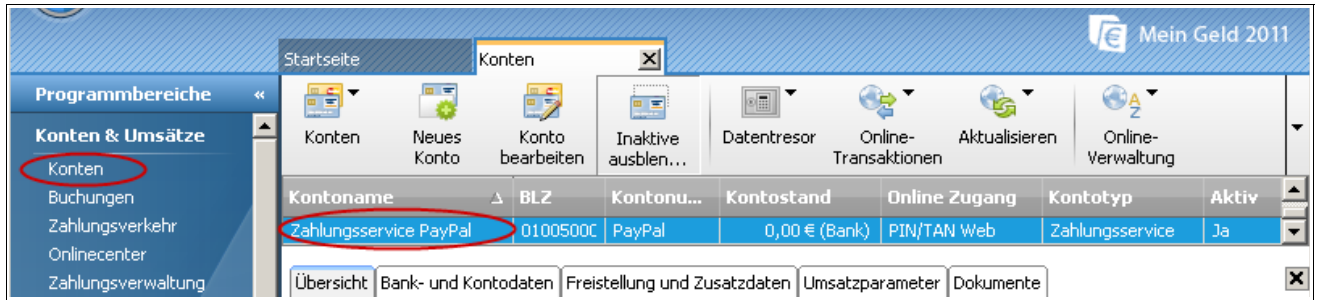 Mein Geld 2011
Startseite Konten
Programmbereiche «
Konten & Umsätze
Konten
Buchungen
Zahlungsverkehr
Onlinecenter
Zahlungsverwaltung
Konten Neues Konto Konto bearbeiten Inaktive ausblen... Datentresor Online-Transaktionen Aktualisieren Online-Verwaltung
Kontoname BLZ Kontonu... Kontostand Online Zugang Kontotyp Aktiv
Zahlungsservice PayPal 0100500C PayPal 0,00 € (Bank) PIN/TAN Web Zahlungsservice Ja
Übersicht Bank- und Kontodaten Freistellung und Zusatzdaten Umsatzparameter Dokumente